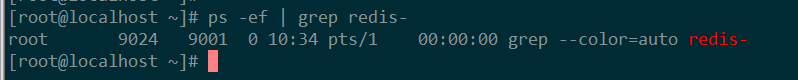 [root@localhost ~]# ps -ef | grep redis-
root       9024   9001  0 10:34 pts/1    00:00:00 grep --color=auto redis-
[root@localhost ~]#